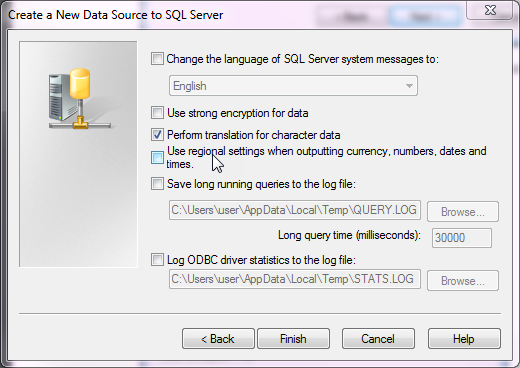 Create a New Data Source to SQL Server
Change the language of SQL Server system messages to:
English
Use strong encryption for data
Perform translation for character data
Use regional settings when outputting currency, numbers, dates and
times.
Save long running queries to the log file:
C:\Users\user\AppData\Local\Temp\QUERY.LOG
Browse...
Long query time (milliseconds):
30000
Log ODBC driver statistics to the log file:
C:\Users\user\AppData\Local\Temp\STATS.LOG
Browse...
< Back
Finish
Cancel
Help